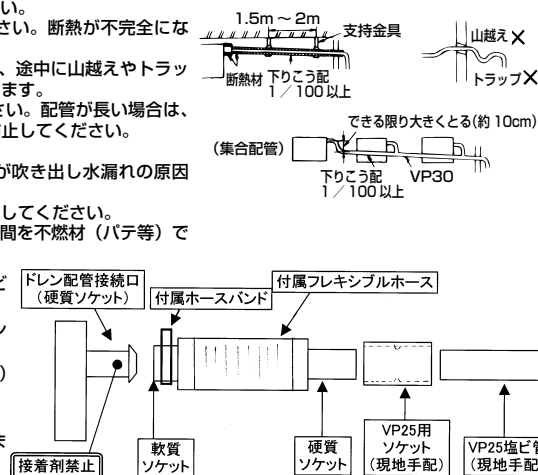 い。
さい。断熱が不完全にな
、途中に山越えやトラッ
ます。
さい。配管が長い場合は、
止してください。
が吹き出し水漏れの原因
してください。
間を不燃材（パテ等）で
ビ
ン
）
ま
1.5m～2m
支持金具
断熱材
下りこう配
1／100以上
山越え×
トラップ×
（集合配管）
できる限り大きくとる(約 10cm)
下りこう配
1／100以上
VP30
ドレン配管接続口
（硬質ソケット）
付属ホースバンド
付属フレキシブルホース
接着剤禁止
軟質
ソケット
硬質
ソケット
VP25用
ソケット
（現地手配）
VP25塩ビ管
（現地手配